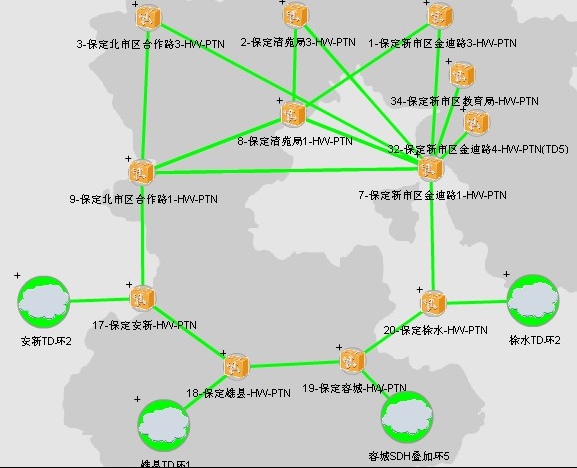 3-保定北市区合作路3-HW-PTN
2-保定清苑局3-HW-PTN
1-保定新市区金迪路3-HW-PTN
34-保定新市区教育局-HW-PTN
8-保定清苑局1-HW-PTN
32-保定新市区金迪路4-HW-PTN(TD5)
9-保定北市区合作路1-HW-PTN
7-保定新市区金迪路1-HW-PTN
17-保定安新-HW-PTN
20-保定徐水-HW-PTN
安新TD环2
徐水TD环2
18-保定雄县-HW-PTN
19-保定容城-HW-PTN
雄县TD环1
容城SDH叠加环5